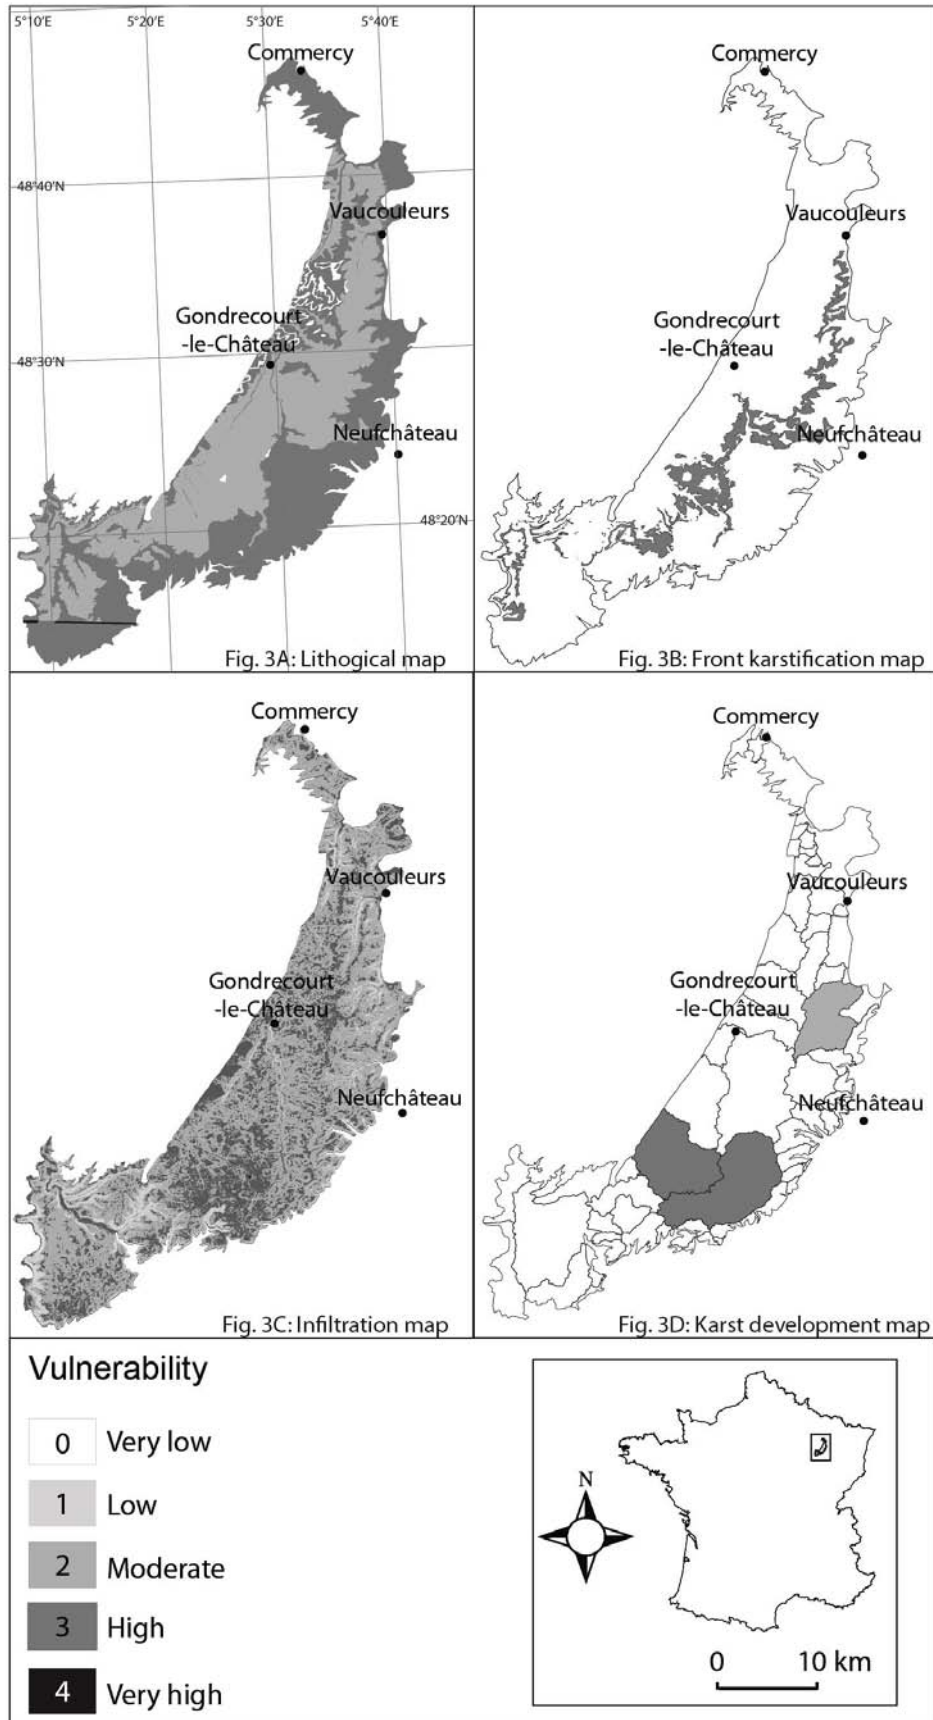 5°10'E
5°20'E
5°30'E
5°40'E
Commercy
48°40'N
Vaucouleurs
Gondrecourt
-le-Château
48°30'N
Neufchâteau
48°20'N
Fig. 3A: Lithogical map
Commercy
Vaucouleurs
Gondrecourt
-le-Château
Neufchâteau
Fig. 3B: Front karstification map
Commercy
Vaucouleurs
Gondrecourt
-le-Château
Neufchâteau
Fig. 3C: Infiltration map
Commercy
Vaucouleurs
Gondrecourt
-le-Château
Neufchâteau
Fig. 3D: Karst development map
Vulnerability
0 Very low
1 Low
2 Moderate
3 High
4 Very high
N
0 10 km